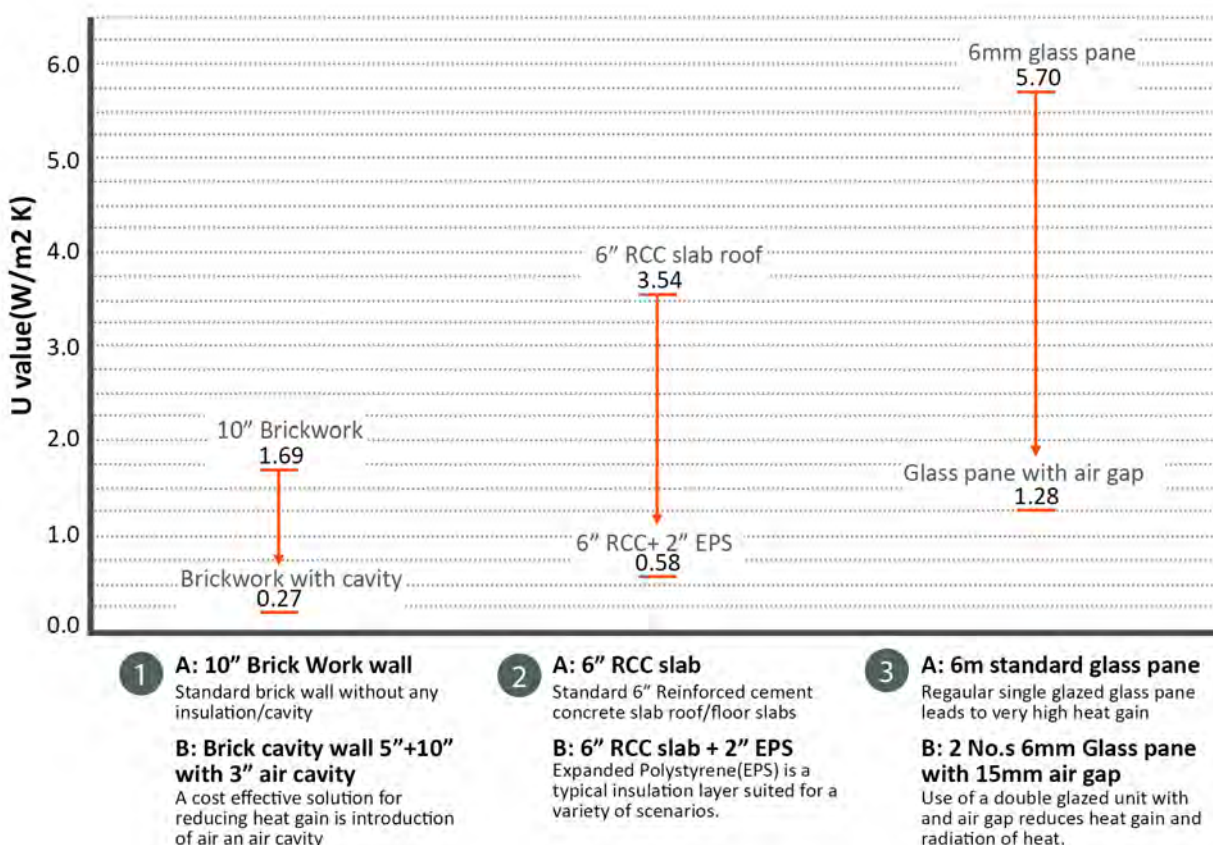 6mm glass pane
5.70
6.0
5.0
U value(W/m2 K)
4.0
6” RCC slab roof
3.54
3.0
2.0
10” Brickwork
1.69
Glass pane with air gap
1.28
1.0
6” RCC+ 2” EPS
0.58
Brickwork with cavity
0.27
0.0
1
A: 10” Brick Work wall
Standard brick wall without any
insulation/cavity
B: Brick cavity wall 5”+10”
with 3” air cavity
A cost effective solution for
reducing heat gain is introduction
of air an air cavity
2
A: 6” RCC slab
Standard 6” Reinforced cement
concrete slab roof/floor slabs
B: 6” RCC slab + 2” EPS
Expanded Polystyrene(EPS) is a
typical insulation layer suited for a
variety of scenarios.
3
A: 6m standard glass pane
Regaular single glazed glass pane
leads to very high heat gain
B: 2 No.s 6mm Glass pane
with 15mm air gap
Use of a double glazed unit with
and air gap reduces heat gain and
radiation of heat.